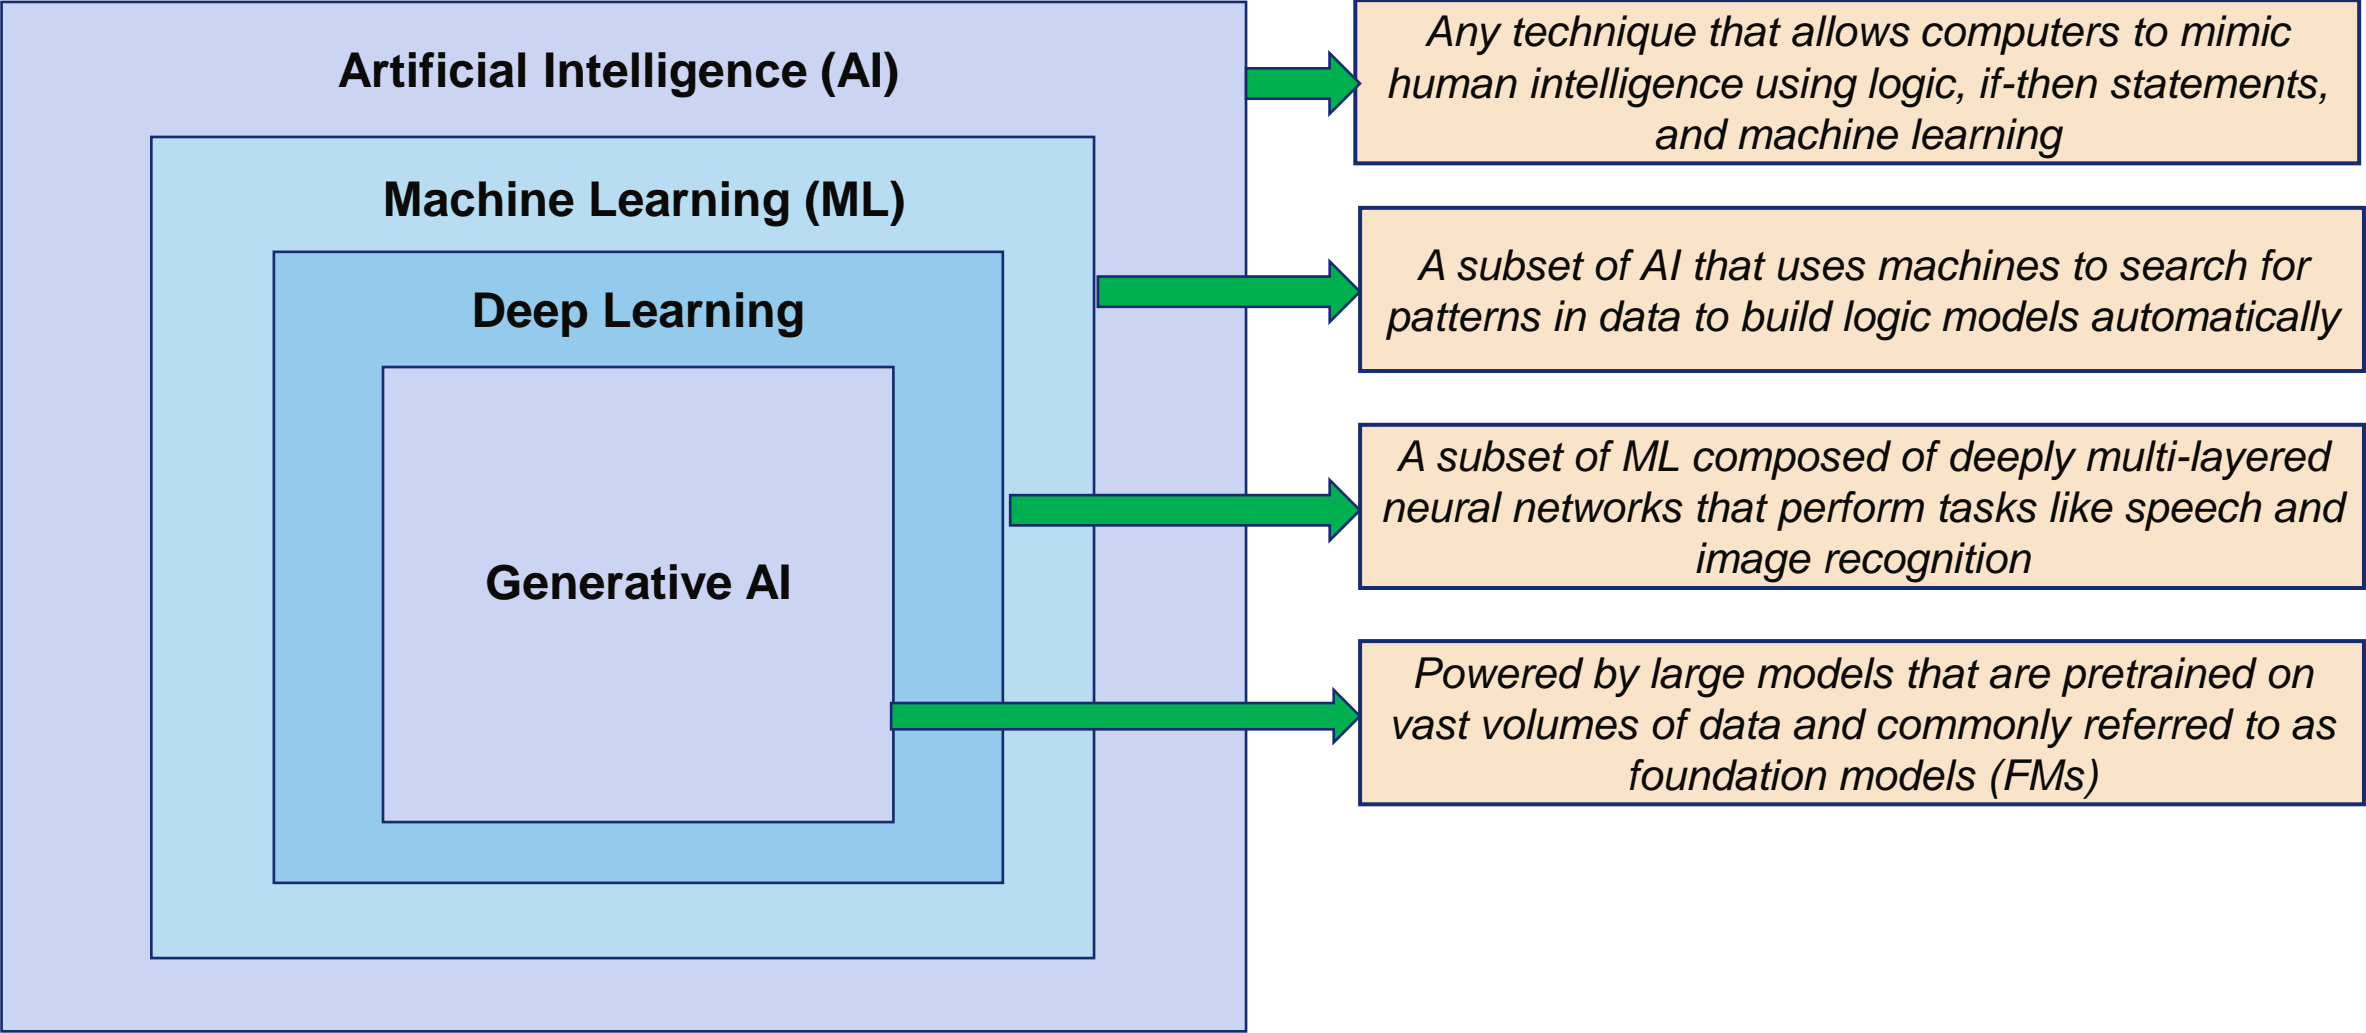 Artificial Intelligence (AI)
Any technique that allows computers to mimic
human intelligence using logic, if-then statements,
and machine learning
Machine Learning (ML)
A subset of AI that uses machines to search for
patterns in data to build logic models automatically
Deep Learning
A subset of ML composed of deeply multi-layered
neural networks that perform tasks like speech and
image recognition
Generative AI
Powered by large models that are pretrained on
vast volumes of data and commonly referred to as
foundation models (FMs)